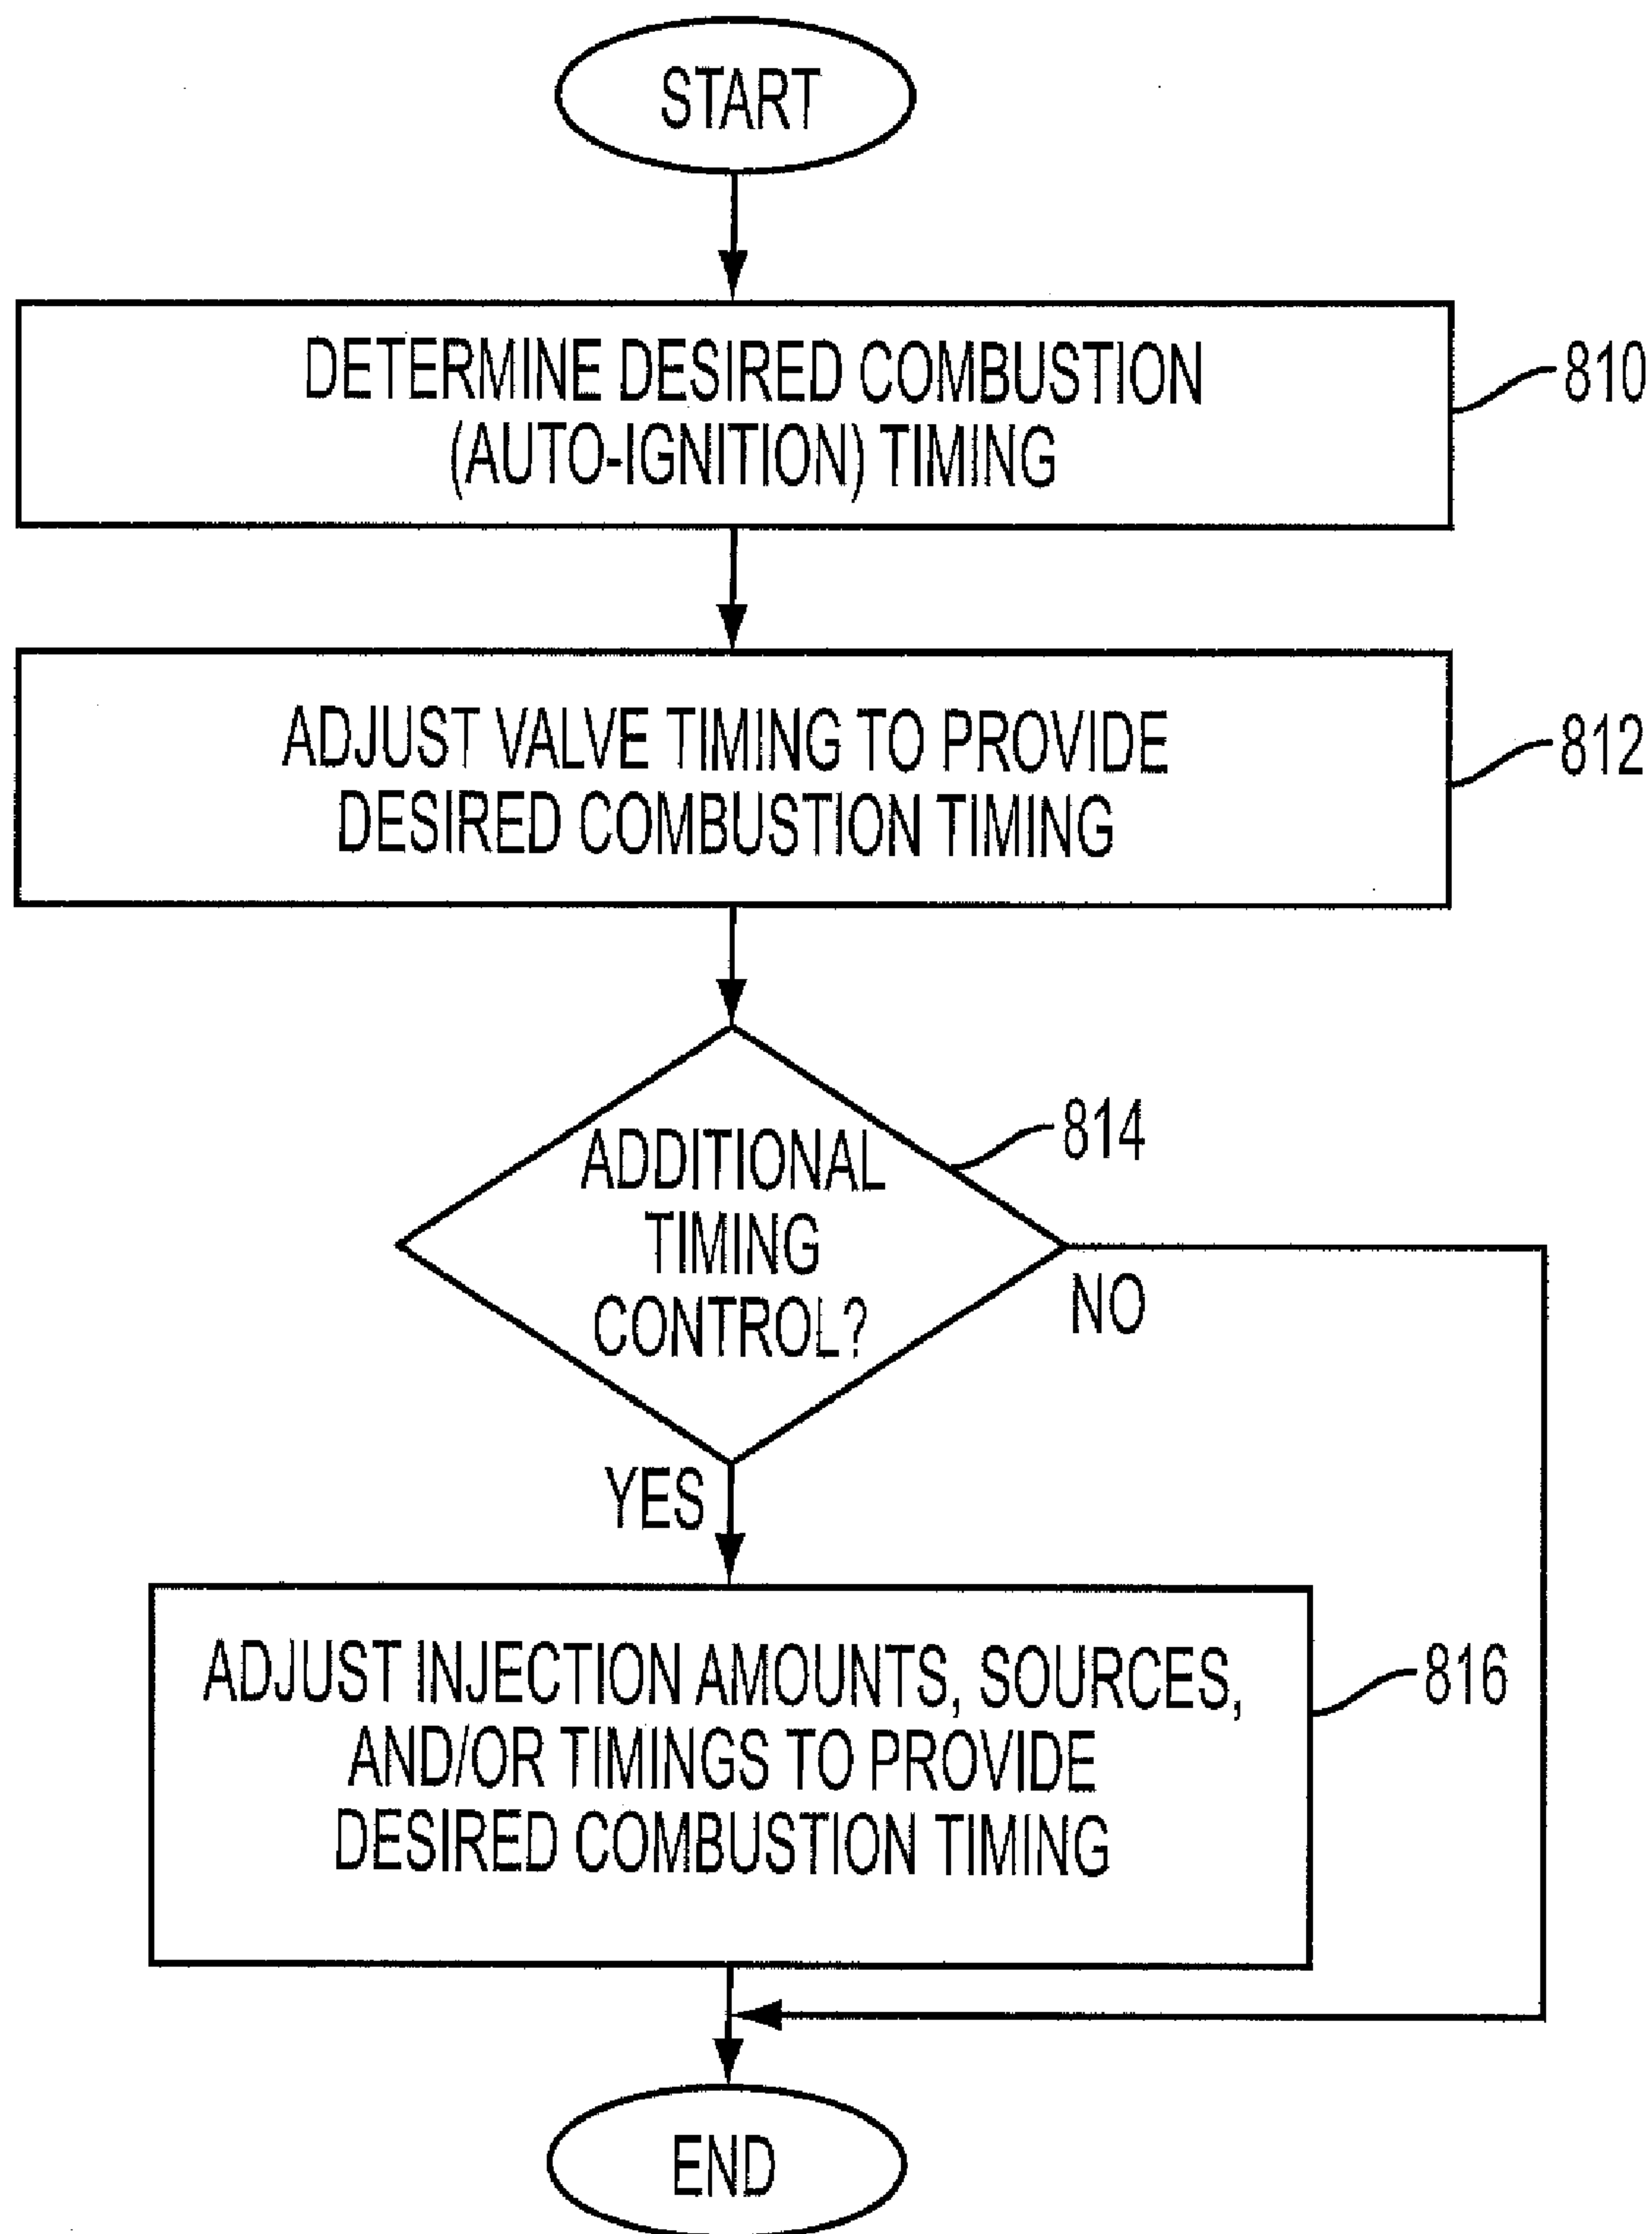 START
DETERMINE DESIRED COMBUSTION
(AUTO-IGNITION) TIMING
810
ADJUST VALVE TIMING TO PROVIDE
DESIRED COMBUSTION TIMING
812
ADDITIONAL
TIMING
CONTROL?
814
NO
YES
ADJUST INJECTION AMOUNTS, SOURCES,
AND/OR TIMINGS TO PROVIDE
DESIRED COMBUSTION TIMING
816
END